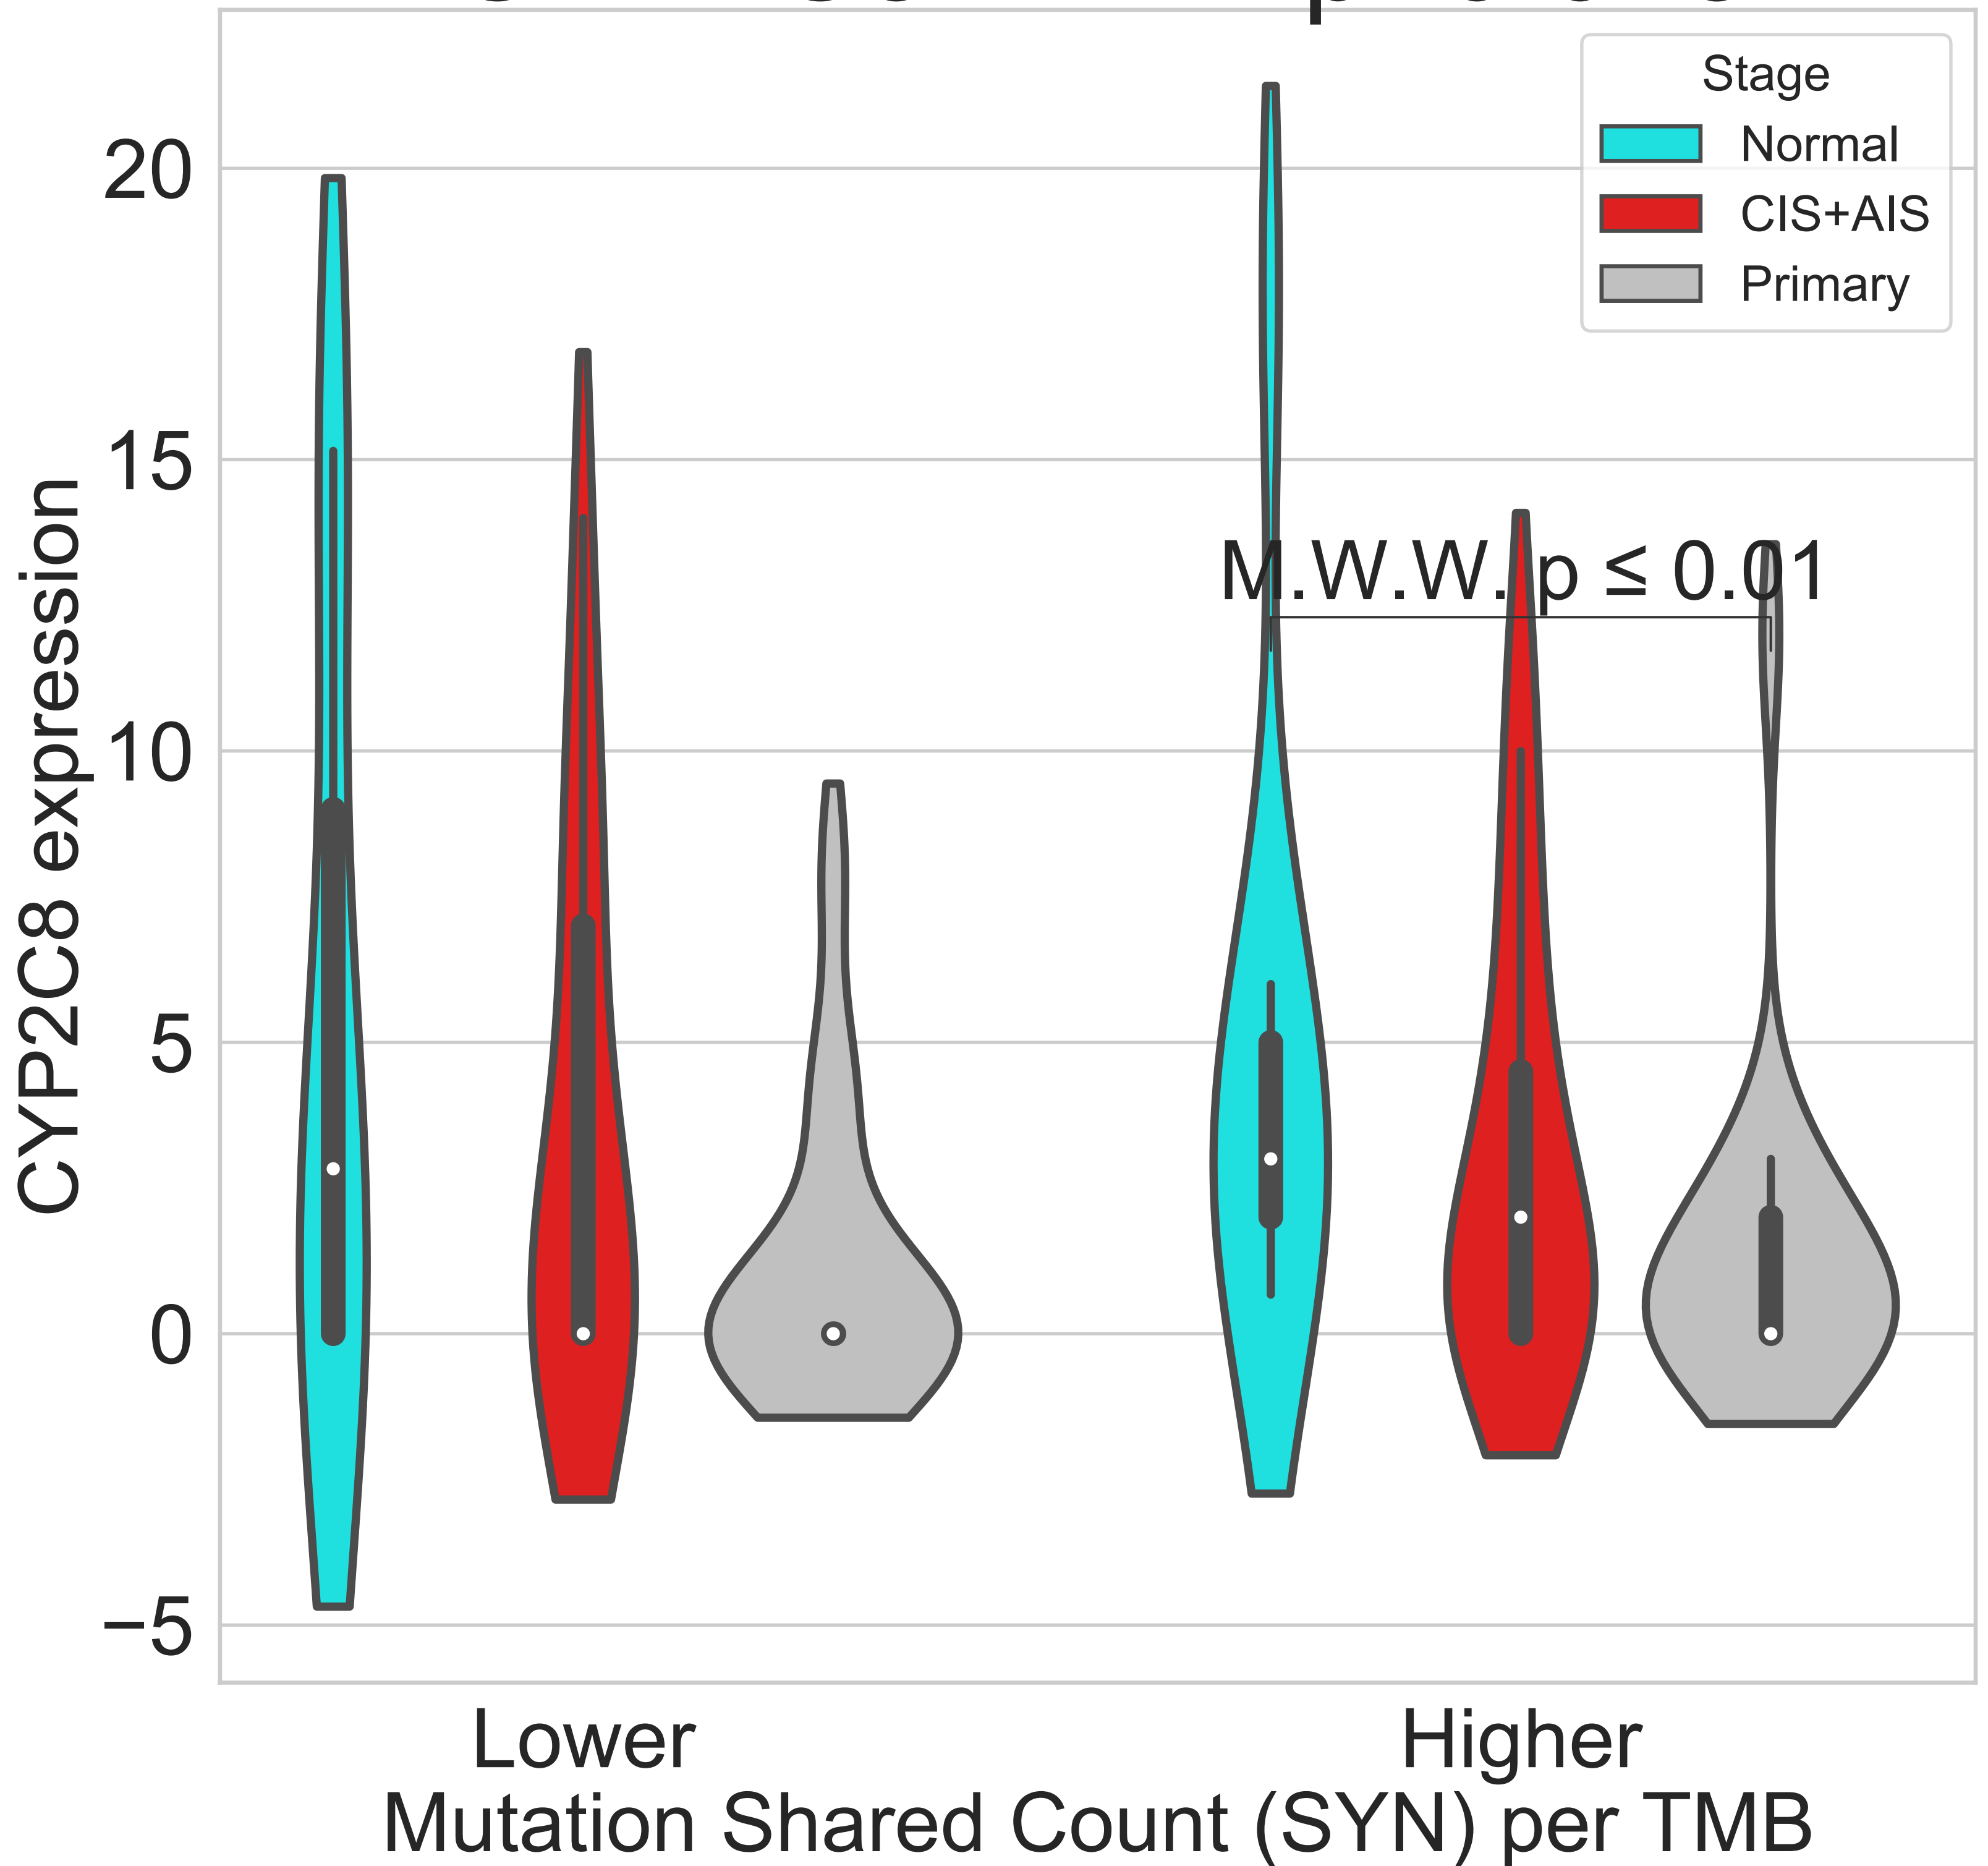 Stage
Normal
CIS+AIS
Primary
20
15
10
5
0
−5
CYP2C8 expression
M.W.W. p ≤ 0.01
Lower
Higher
Mutation Shared Count (SYN) per TMB